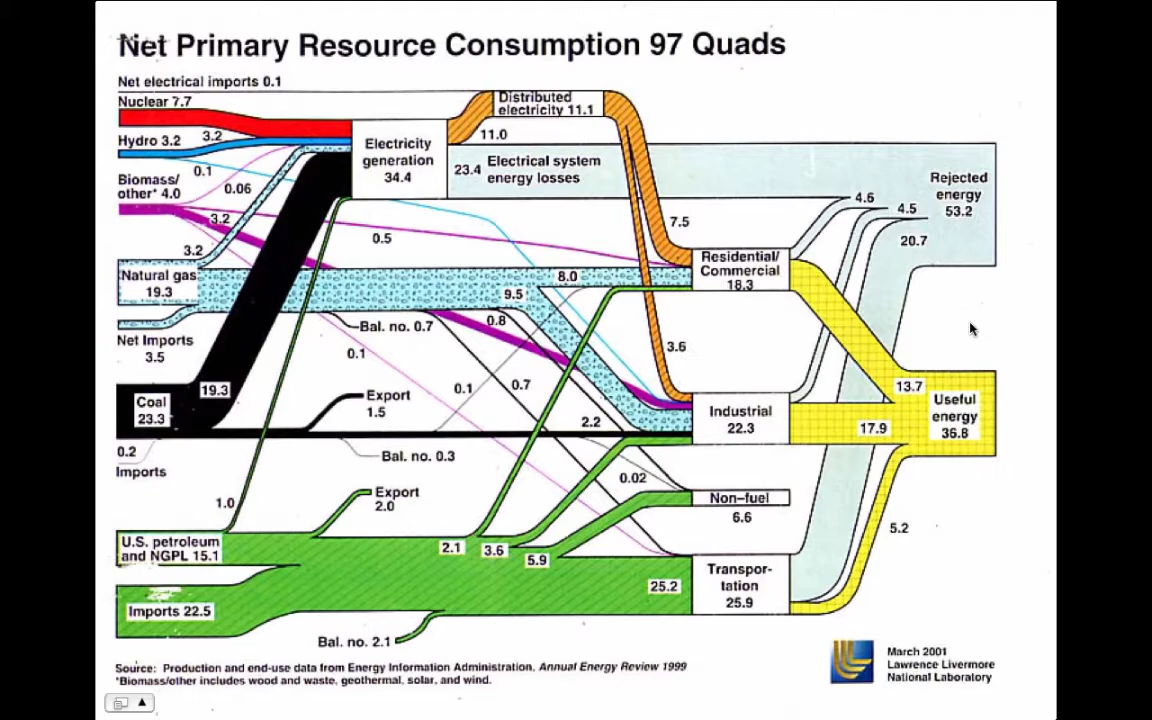 Net Primary Resource Consumption 97 Quads
Net electrical imports 0.1
Nuclear 7.7
Distributed
electricity 11.1
Hydro 3.2
3.2
Electricity
generation
34.4
11.0
23.4
Electrical system
energy losses
0.1
0.06
Biomass/
other* 4.0
Rejected
energy
53.2
4.6
4.5
20.7
3.2
0.5
7.5
3.2
Natural gas
19.3
8.0
9.5
Residential/
Commercial
18.3
Bal. no. 0.7
0.8
Net Imports
3.5
0.1
3.6
19.3
0.1
0.7
13.7
Coal
23.3
Export
1.5
2.2
Industrial
22.3
17.9
Useful
energy
36.8
0.2
Imports
Bal. no. 0.3
0.02
1.0
Export
2.0
Non–fuel
6.6
5.2
U.S. petroleum
and NGPL 15.1
2.1
3.6
5.9
25.2
Transpor-
tation
25.9
Imports 22.5
Bal. no. 2.1
Source: Production and end-use data from Energy Information Administration, Annual Energy Review 1999
*Biomass/other includes wood and waste, geothermal, solar, and wind.
March 2001
Lawrence Livermore
National Laboratory